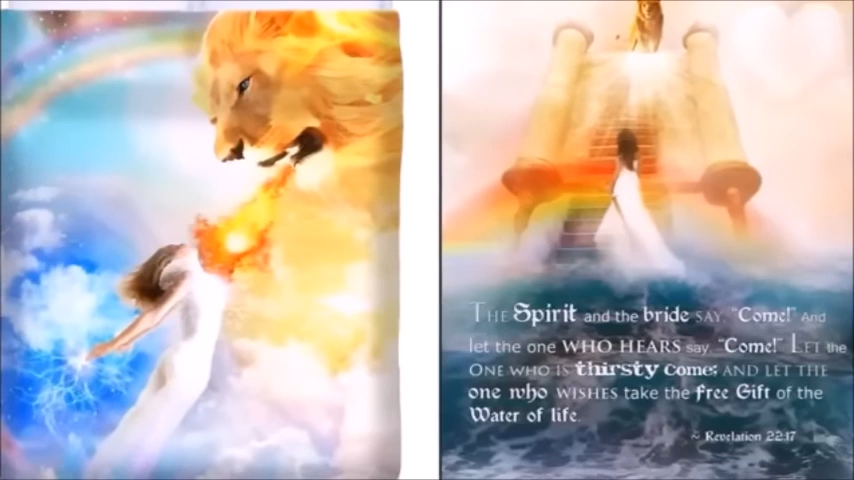 THE Spirit and the bride SAY, "Come!" And
let the one WHO HEARS say, "Come!" LET the
ONE WHO IS thirsty come; AND LET THE
one who WISHES take the free Gift of the
Water of life.
~ Revelation 22:17